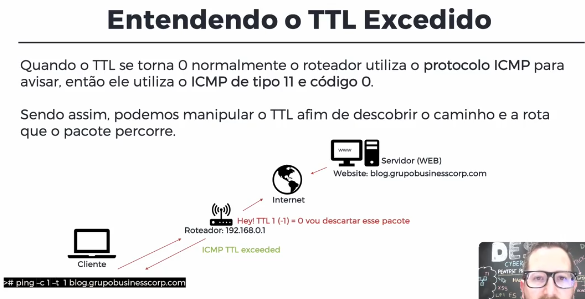 Entendendo o TTL Excedido
Quando o TTL se torna 0 normalmente o roteador utiliza o protocolo ICMP para
avisar, então ele utiliza o ICMP de tipo 11 e código 0.
Sendo assim, podemos manipular o TTL afim de descobrir o caminho e a rota
que o pacote percorre.
www
Servidor (WEB)
Website: blog.grupobusinesscorp.com
Internet
Hey! TTL 1 (-1) = 0 vou descartar esse pacote
Roteador: 192.168.0.1
ICMP TTL exceeded
Cliente
># ping -c 1 -t 1 blog.grupobusinesscorp.com